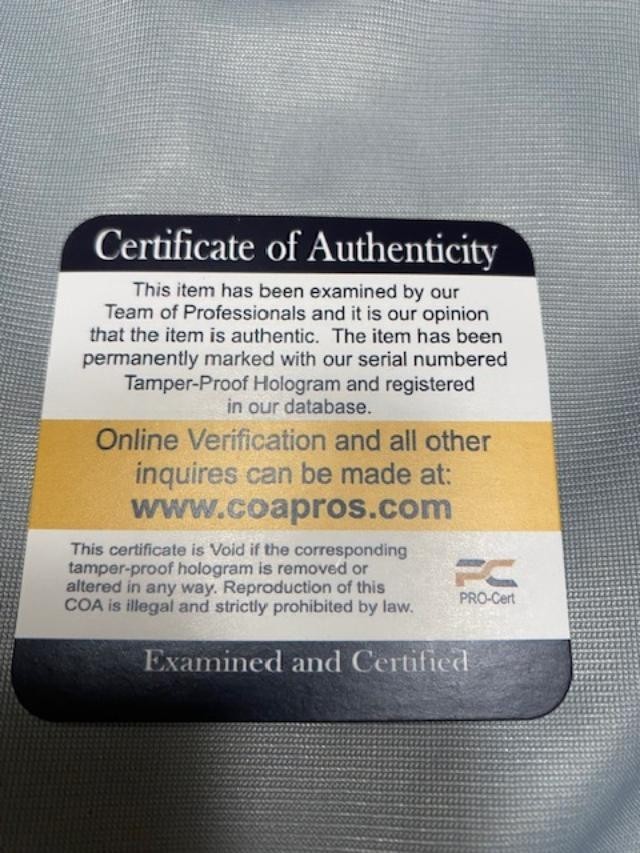 Certificate of Authenticity
This item has been examined by our
Team of Professionals and it is our opinion
that the item is authentic. The item has been
permanently marked with our serial numbered
Tamper-Proof Hologram and registered
in our database.
Online Verification and all other
inquires can be made at:
www.coapros.com
This certificate is Void if the corresponding
tamper-proof hologram is removed or
altered in any way. Reproduction of this
COA is illegal and strictly prohibited by law.
PC
PRO-Cert
Examined and Certified